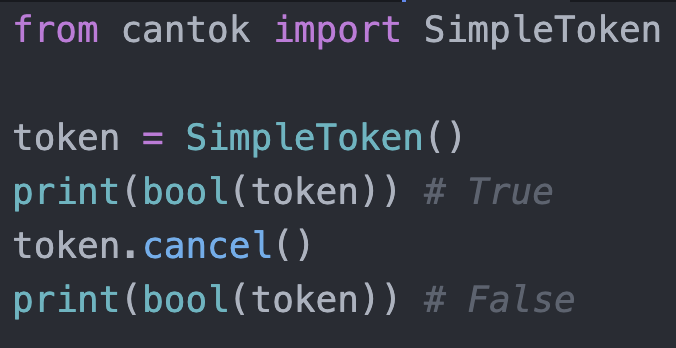 from cantok import SimpleToken
token = SimpleToken()
print(bool(token)) # True
token.cancel()
print(bool(token)) # False